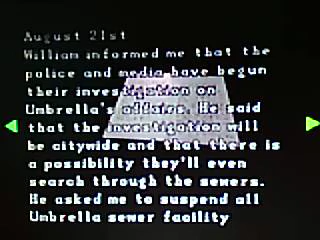 August 21st
William informed me that the
police and media have begun
their investigation on
Umbrella's affairs. He said
that the investigation will
be citywide and that there is
a possibility they'll even
search through the sewers.
He asked me to suspend all
Umbrella sewer facility